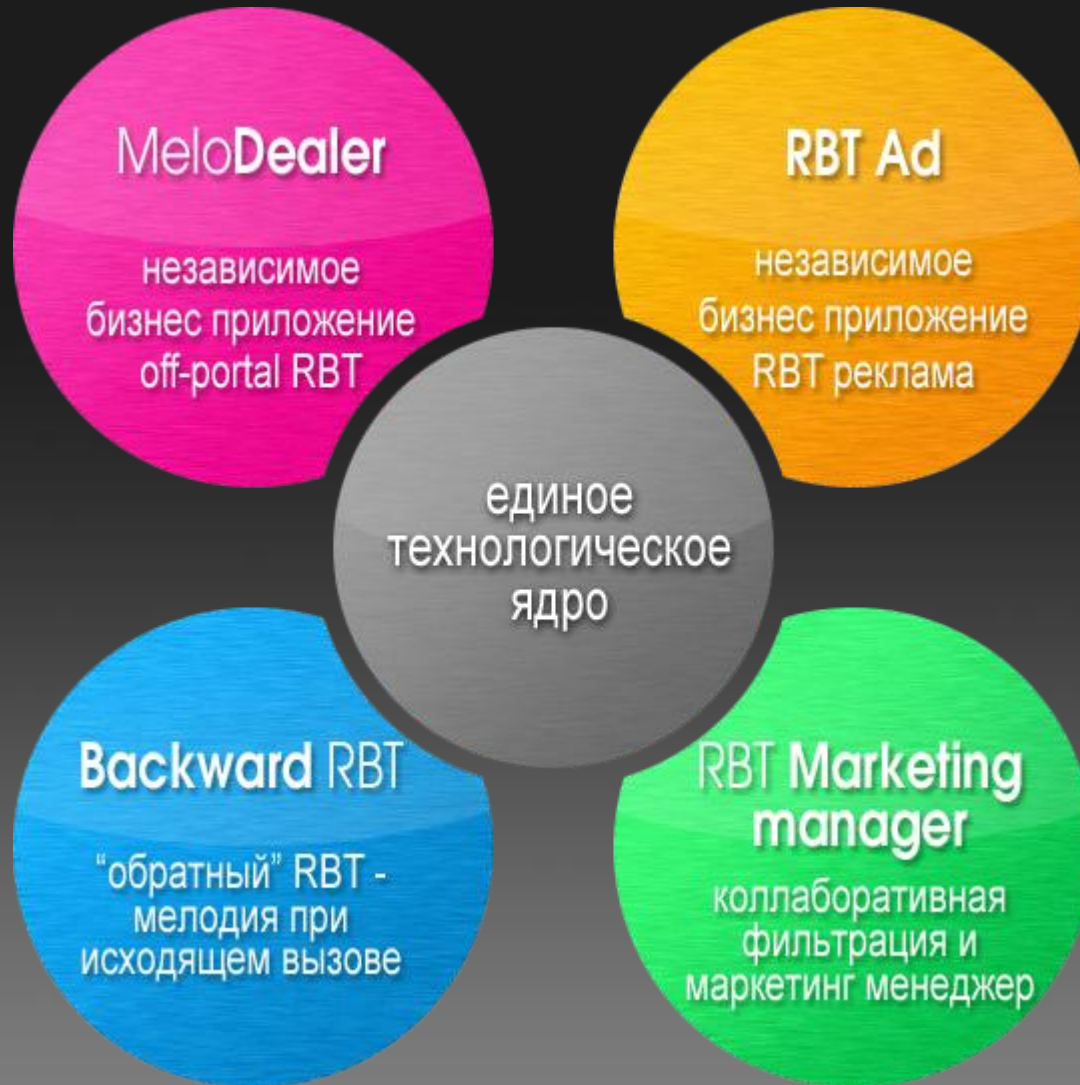 MeloDealer
независимое
бизнес приложение
off-portal RBT
RBT Ad
независимое
бизнес приложение
RBT реклама
единое
технологическое
ядро
Backward RBT
“обратный” RBT -
мелодия при
исходящем вызове
RBT Marketing
manager
коллаборативная
фильтрация и
маркетинг менеджер